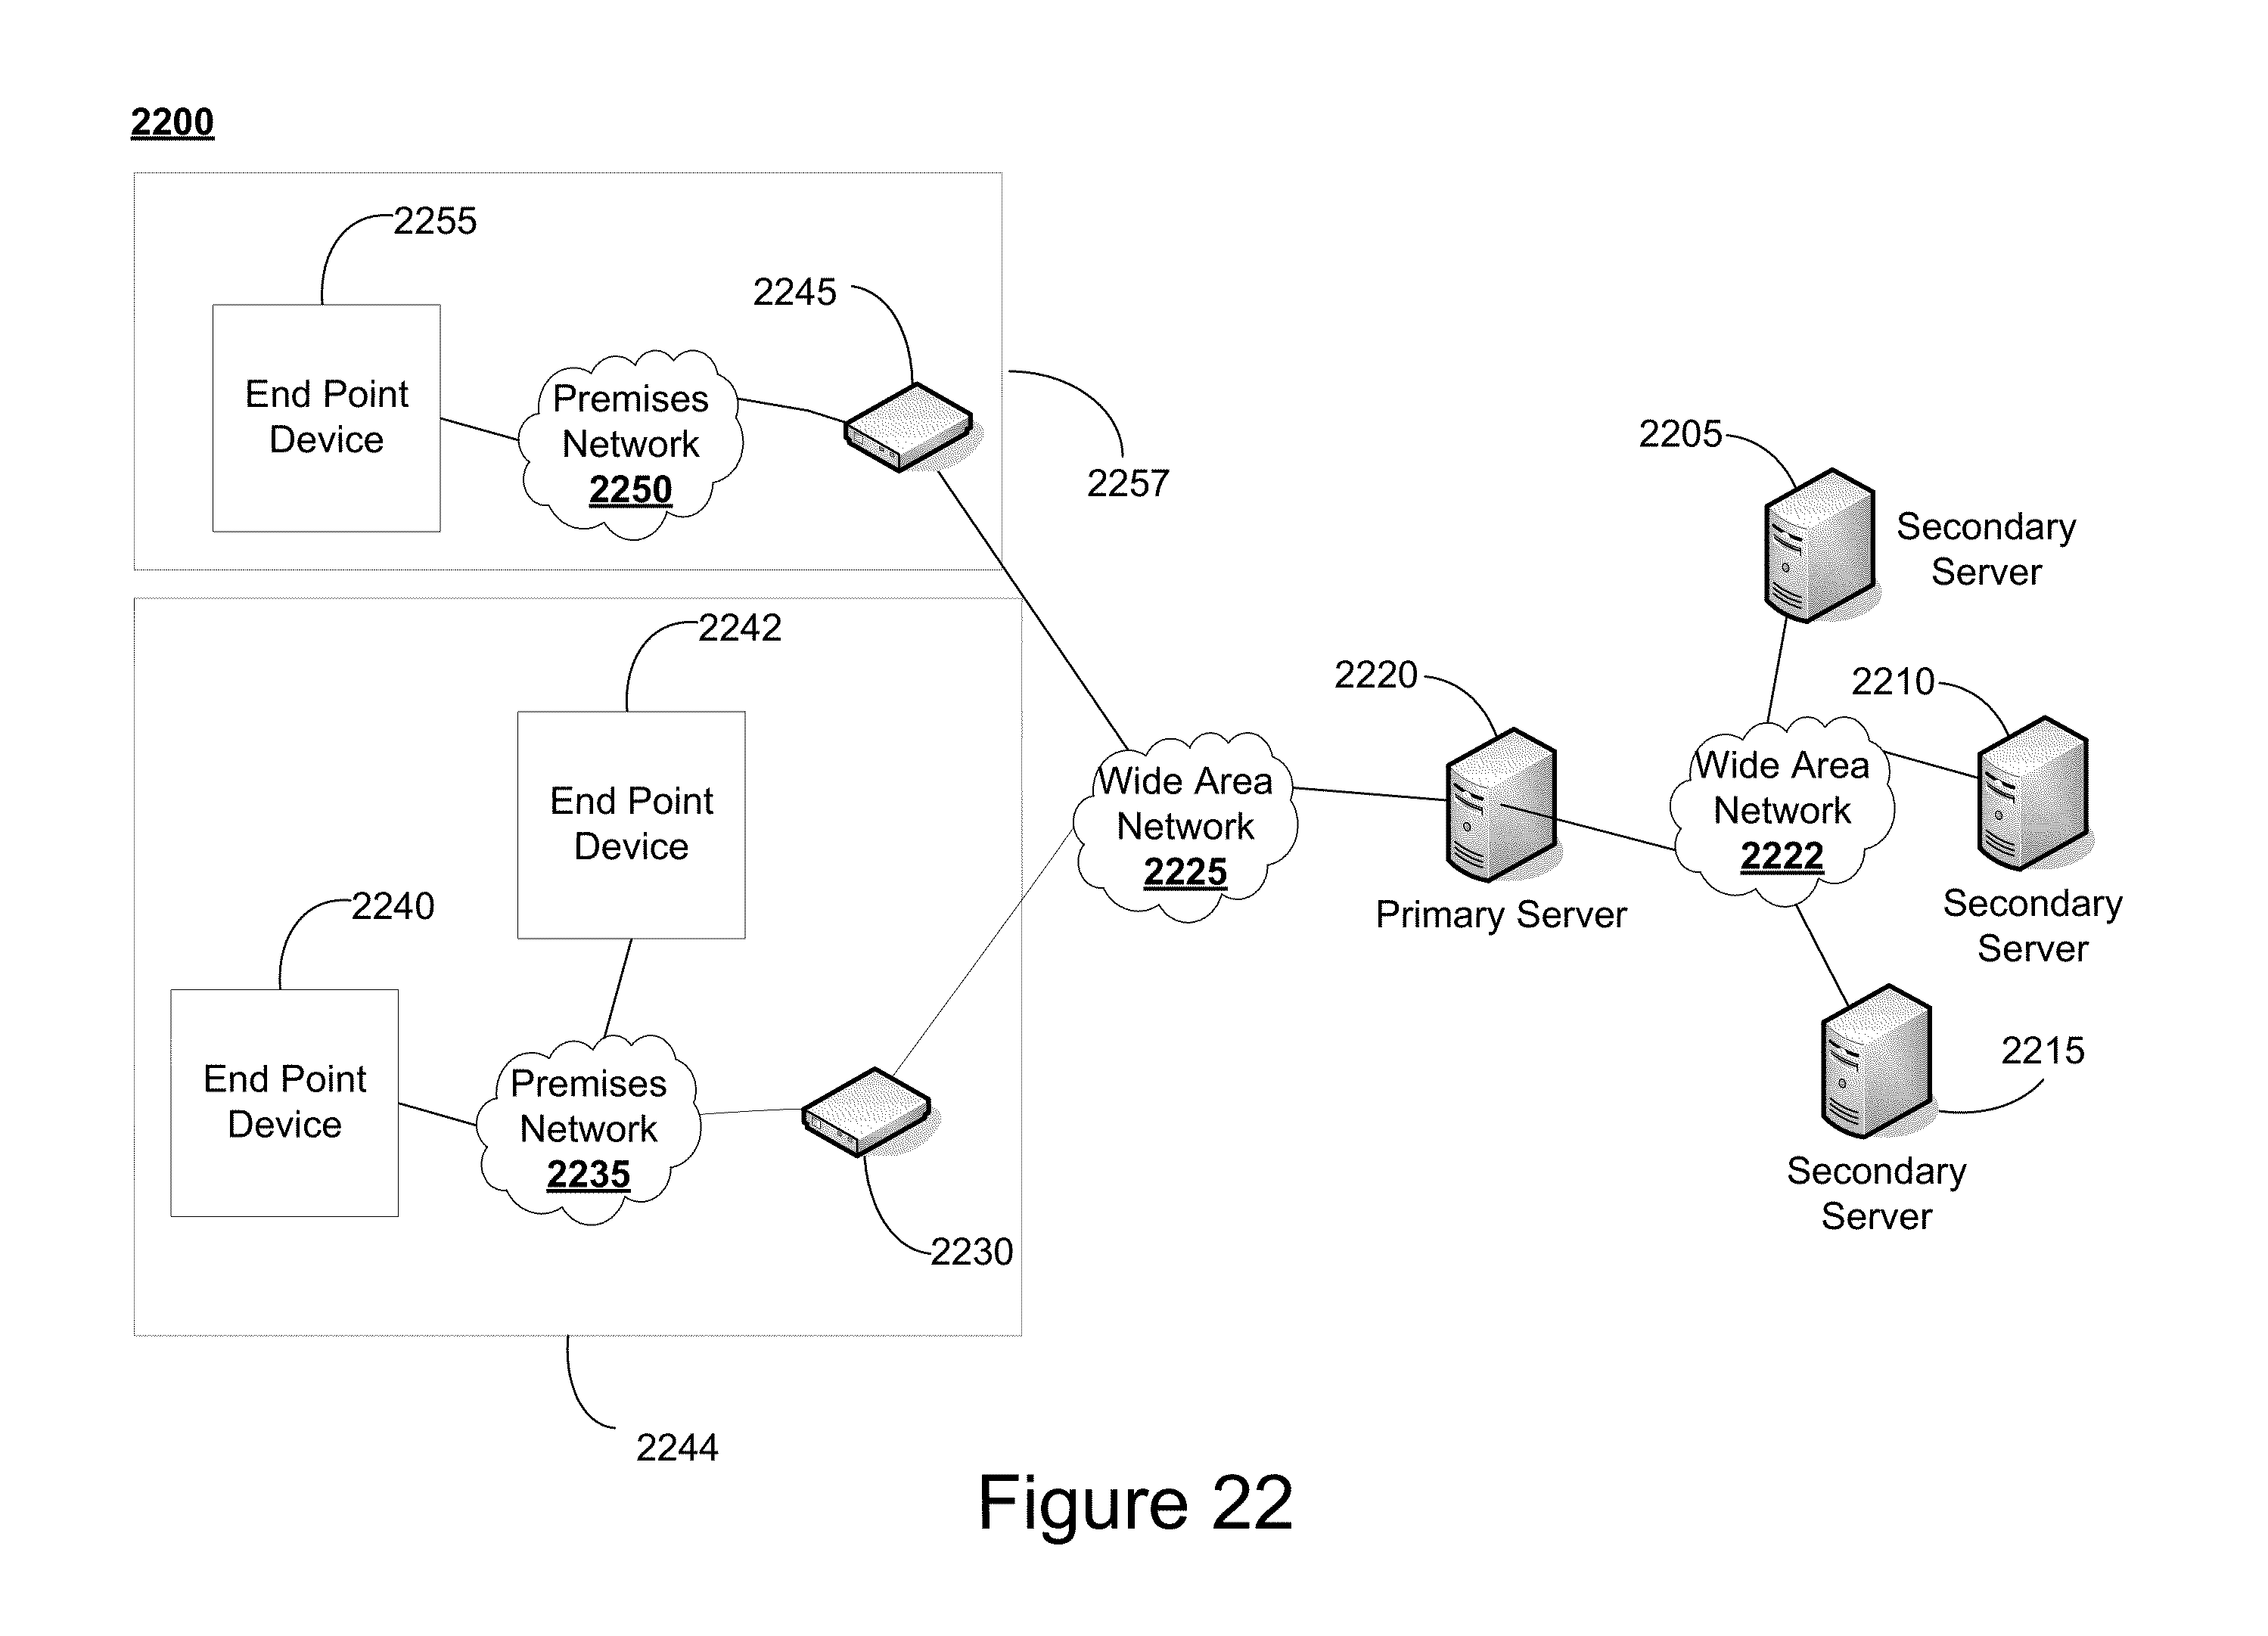 2200
2255
2245
End Point
Device
Premises
Network
2250
2257
2205
Secondary
Server
2242
2220
2210
End Point
Device
Wide Area
Network
2225
Primary Server
Wide Area
Network
2222
Secondary
Server
2240
End Point
Device
Premises
Network
2235
2230
2215
Secondary
Server
2244
Figure 22